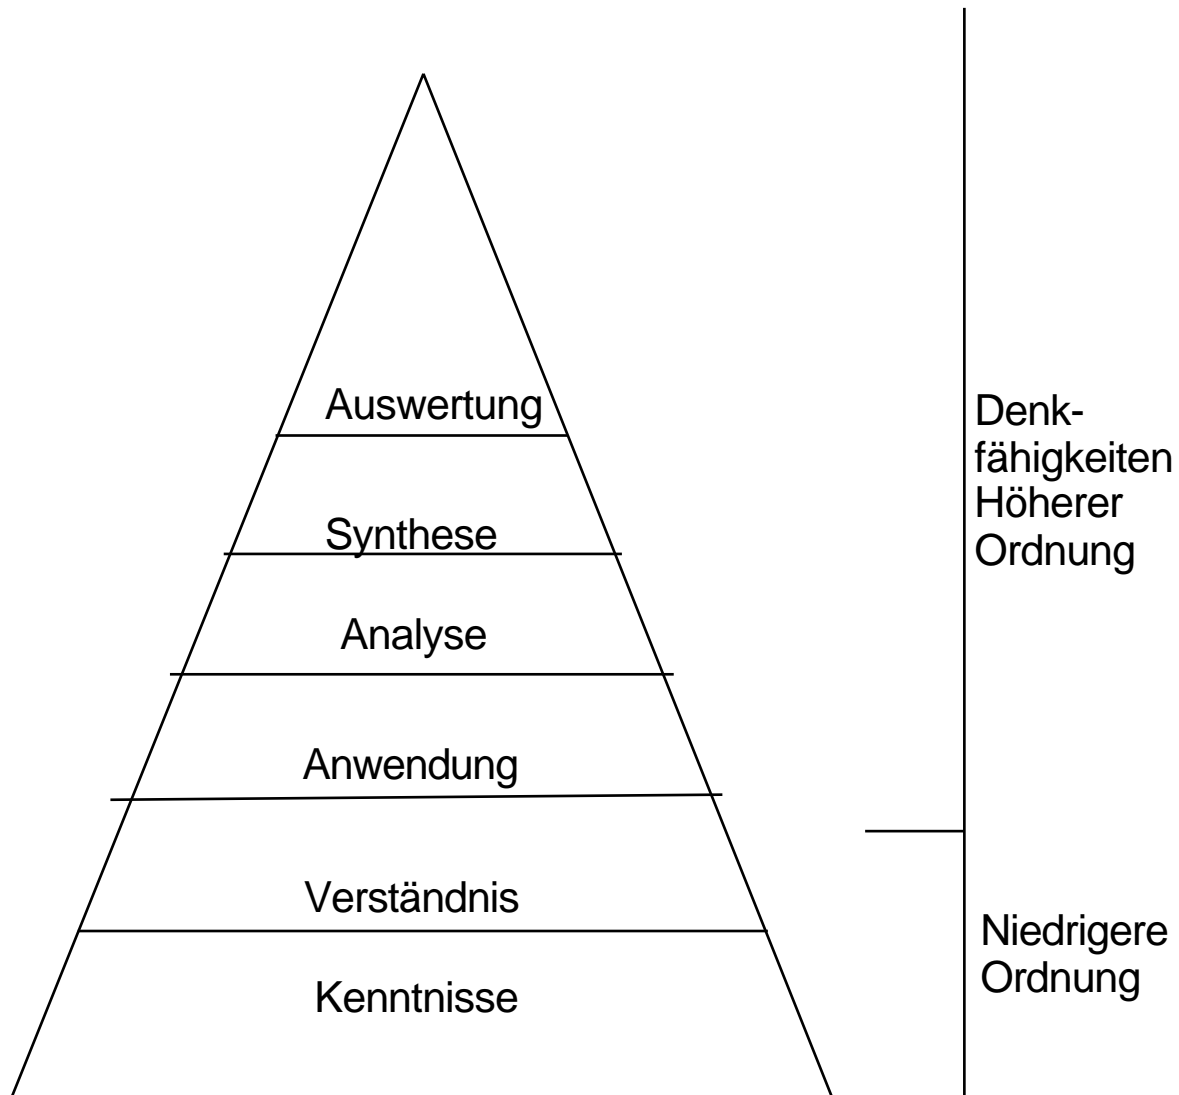 Auswertung
Synthese
Analyse
Anwendung
Verständnis
Kenntnisse
Denk-
fähigkeiten
Höherer
Ordnung
Niedrigere
Ordnung